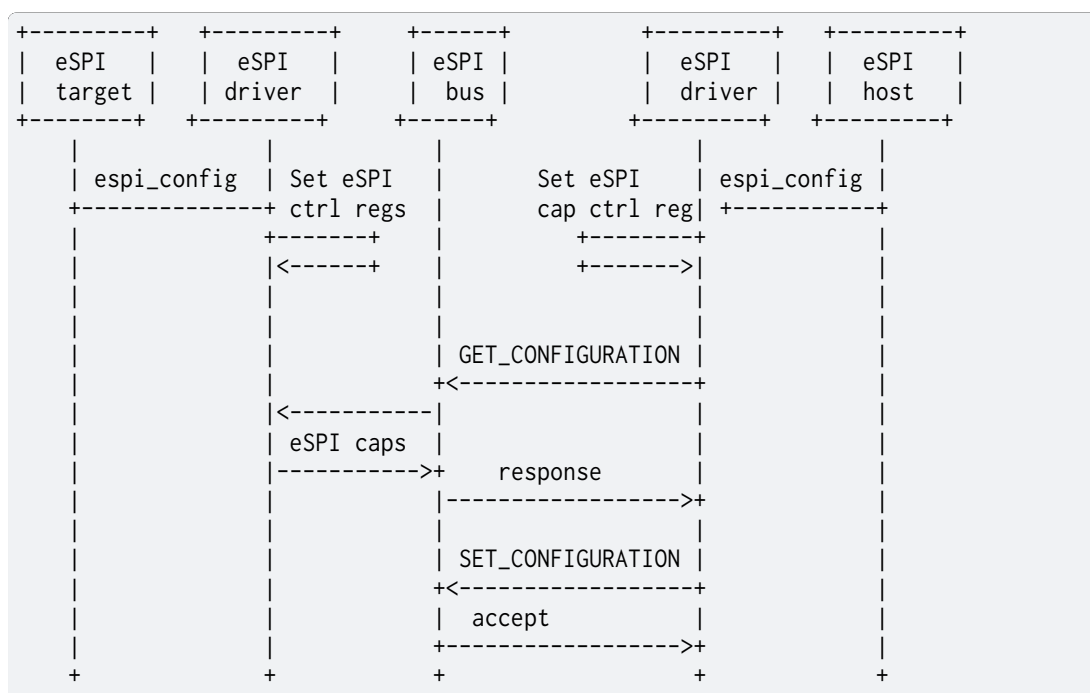 +---------+   +---------+      +------+              +---------+   +---------+
|  eSPI   |   |  eSPI   |      | eSPI |              |  eSPI   |   |  eSPI   |
|  target |   | driver  |      |  bus |              |  driver |   |  host   |
+--------+   +---------+      +------+              +---------+   +---------+
    |              |             |                      |             |
    | espi_config  | Set eSPI    |       Set eSPI       | espi_config |
    +--------------+ ctrl regs   |       cap ctrl reg| +-----------+
    |              +-------+     |          +--------+             |
    |              |<------+     |          +------->|             |
    |              |             |                   |             |
    |              |             |                   |             |
    |              |             | GET_CONFIGURATION |             |
    |              |             +<------------------+             |
    |              |<-----------|                    |             |
    |              | eSPI caps  |                    |             |
    |              |----------->+    response        |             |
    |              |             |------------------>+             |
    |              |             |                   |             |
    |              |             | SET_CONFIGURATION |             |
    |              |             +<------------------+             |
    |              |             |  accept           |             |
    |              |             +------------------>+             |
    +              +             +                   +             +